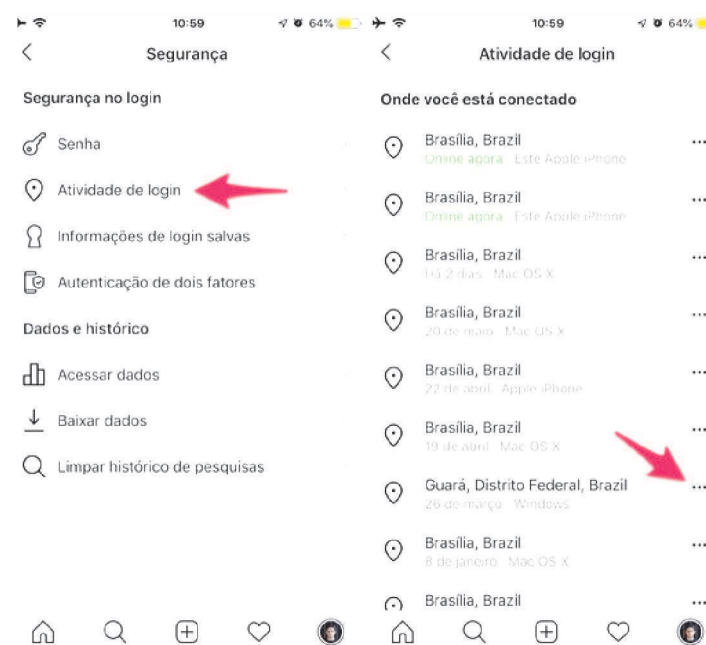 10:59
64%
Segurança
Segurança no login
Senha
Atividade de login
Informações de login salvas
Autenticação de dois fatores
Dados e histórico
Acessar dados
Baixar dados
Limpar histórico de pesquisas
10:59
64%
Atividade de login
Onde você está conectado
Brasília, Brazil
Online agora Este Apple iPhone
Brasília, Brazil
Online agora Este Apple iPhone
Brasília, Brazil
Há 2 dias Mac OS X
Brasília, Brazil
20 de maio Mac OS X
Brasília, Brazil
22 de abril Apple iPhone
Brasília, Brazil
19 de abril Mac OS X
Guará, Distrito Federal, Brazil
26 de março Windows
Brasília, Brazil
8 de janeiro Mac OS X
Brasília, Brazil